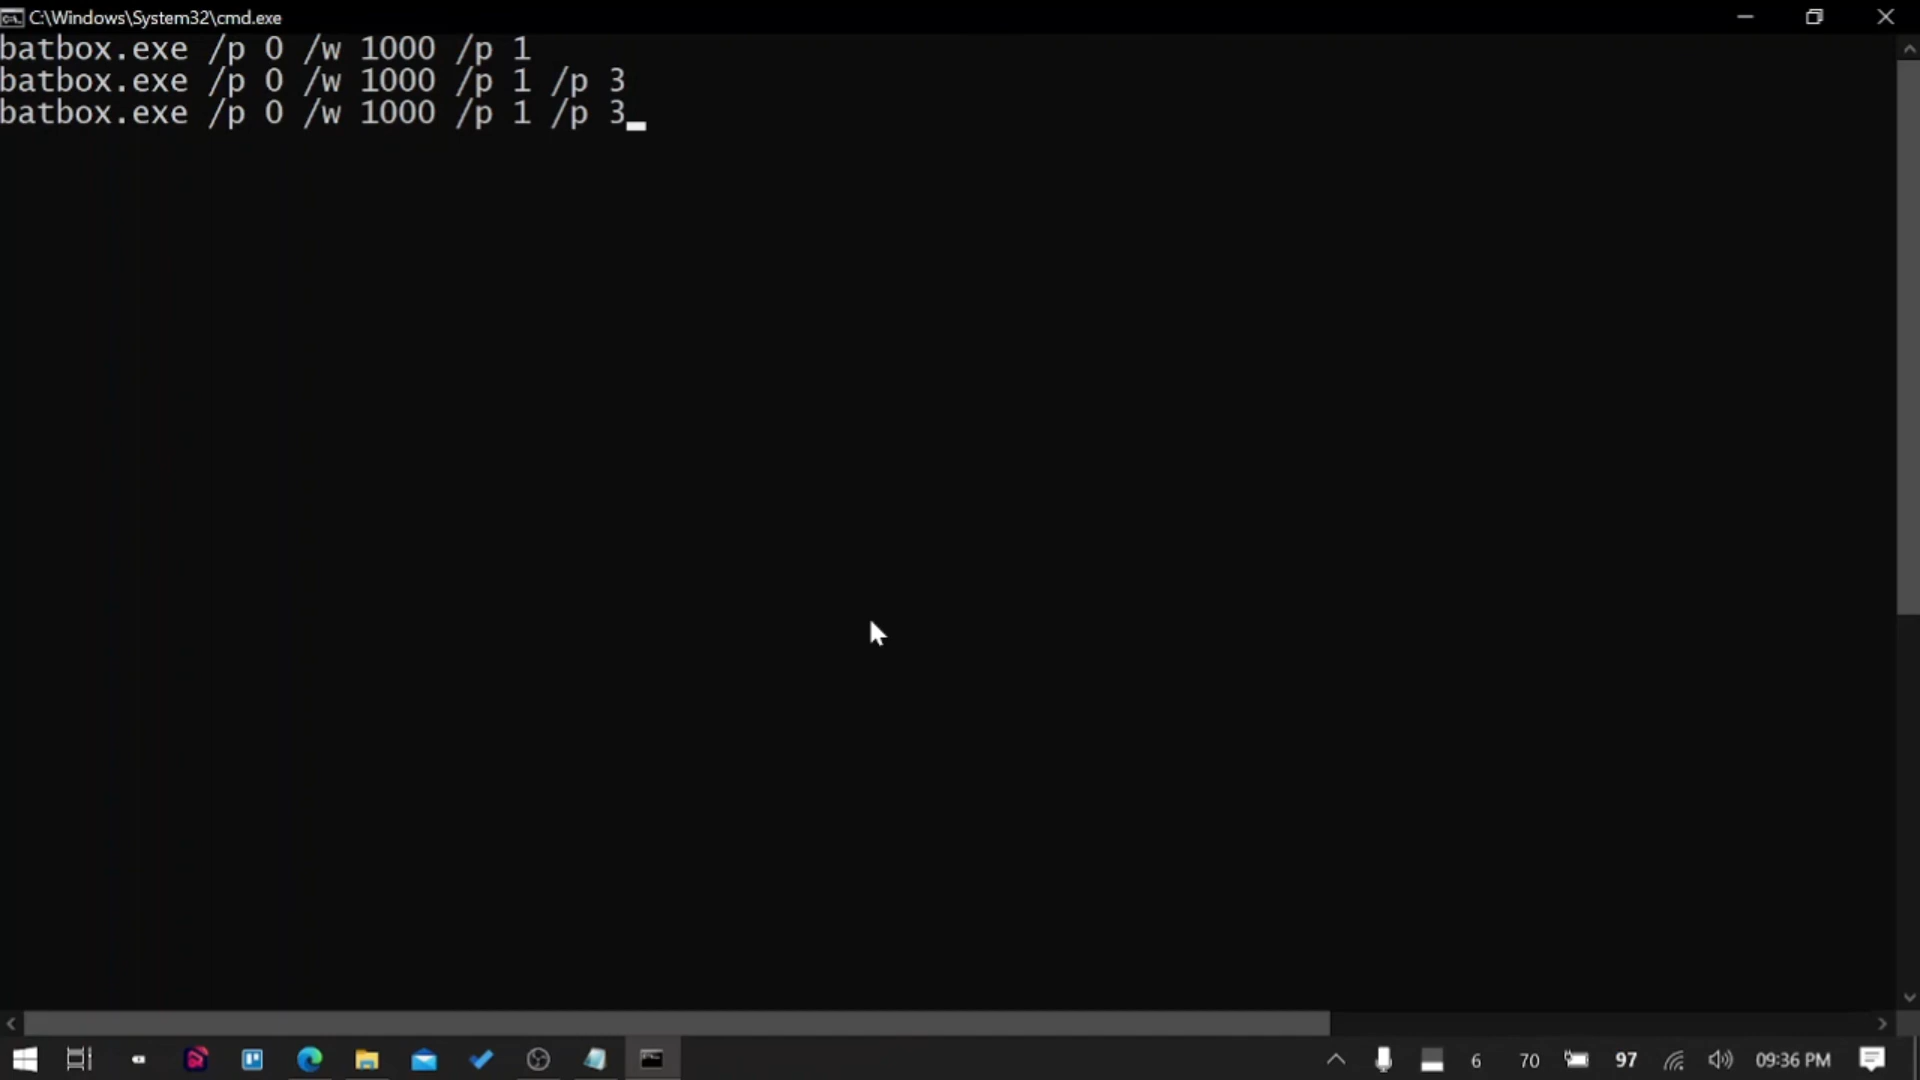 C:\Windows\System32\cmd.exe
batbox.exe /p 0 /w 1000 /p 1
batbox.exe /p 0 /w 1000 /p 1 /p 3
batbox.exe /p 0 /w 1000 /p 1 /p 3
6 70 97 09:36 PM